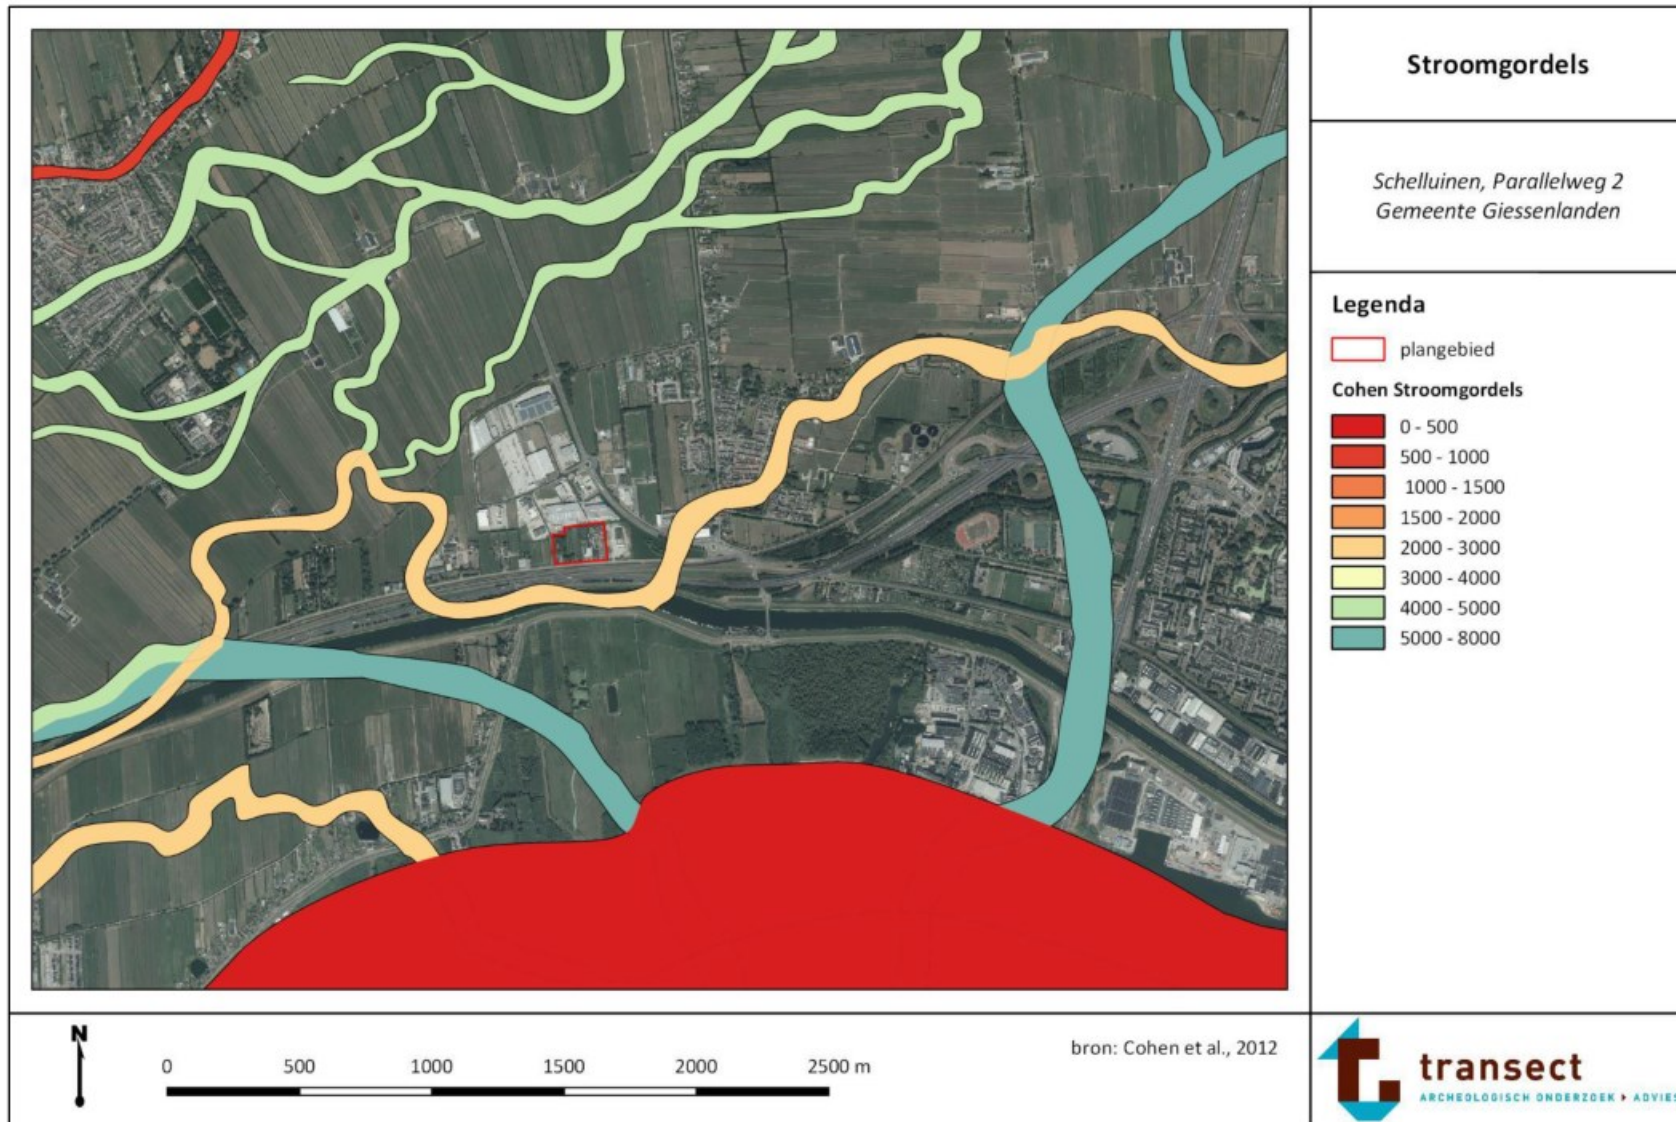 Stroomgordels
Schelluinen, Parallelweg 2
Gemeente Giessenlanden
Legenda
plangebied
Cohen Stroomgordels
0 - 500
500 - 1000
1000 - 1500
1500 - 2000
2000 - 3000
3000 - 4000
4000 - 5000
5000 - 8000
N
0 500 1000 1500 2000 2500 m
bron: Cohen et al., 2012
transect
ARCHEOLOGISCH ONDERZOEK ▸ ADVIES